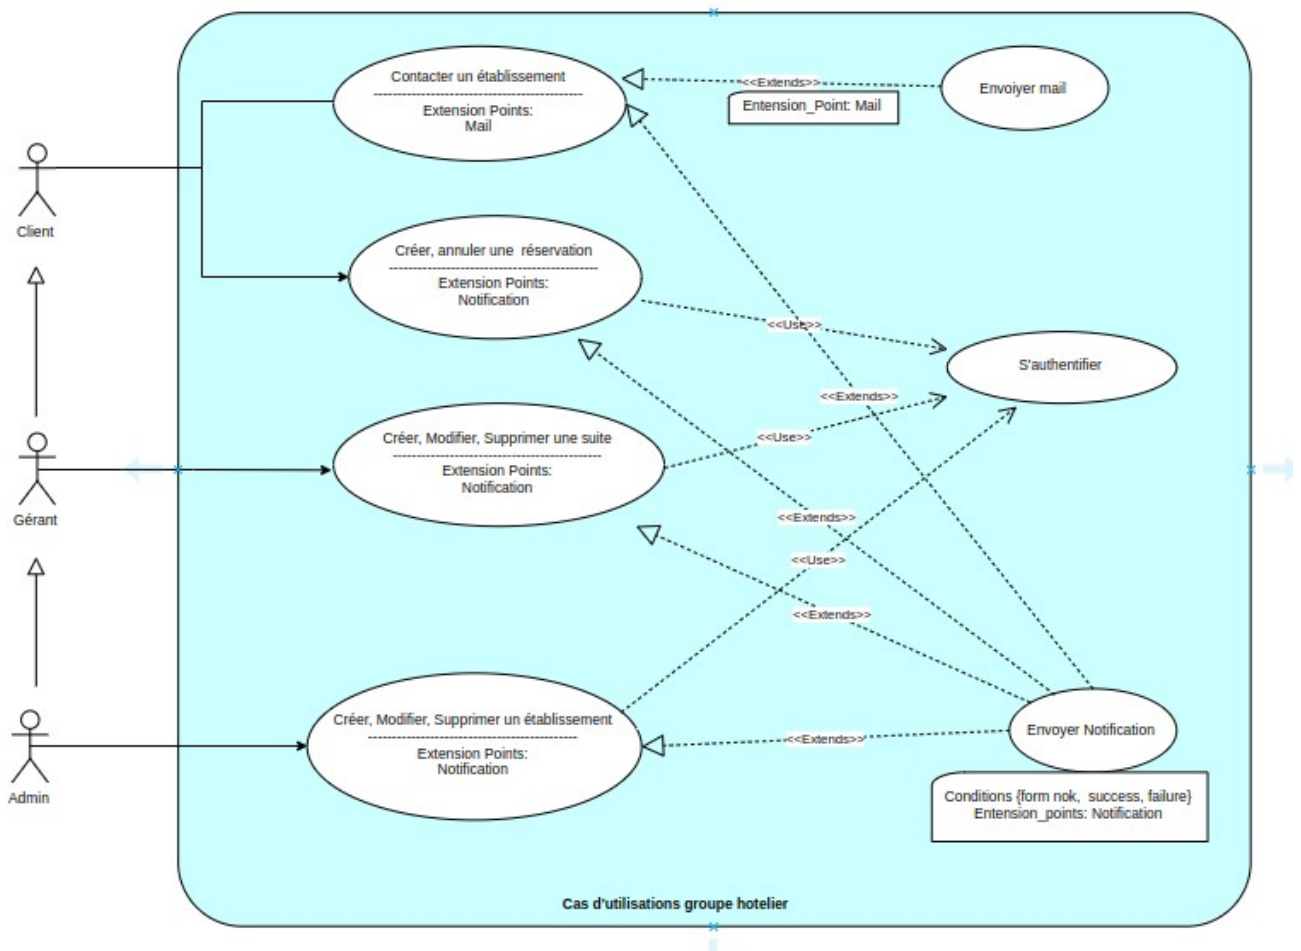 Contacter un établissement
Extension Points:
Mail
<<Extends>>
Entension_Point: Mail
Envoiyer mail
Client
Créer, annuler une réservation
Extension Points:
Notification
<<Use>>
S'authentifier
<<Extends>>
Créer, Modifier, Supprimer une suite
Extension Points:
Notification
<<Use>>
Gérant
<<Extends>>
<<Use>>
<<Extends>>
Créer, Modifier, Supprimer un établissement
Extension Points:
Notification
<<Extends>>
Envoyer Notification
Admin
Conditions {form nok, success, failure}
Entension_points: Notification
Cas d'utilisations groupe hotelier